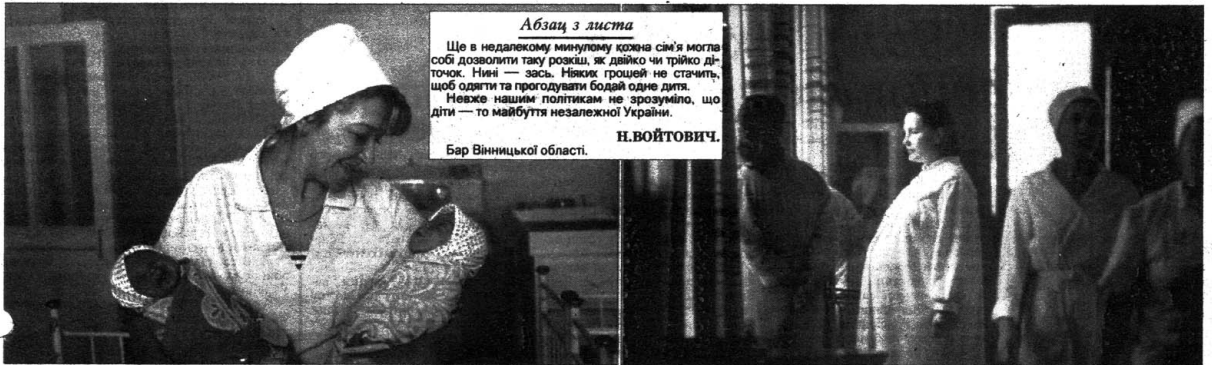 Абзац з листа
Ще в недалекому минулому кожна сім'я могла
собі дозволити таку розкіш, як двійко чи трійко ді-
точок. Нині — зась. Ніяких грошей не стачить,
щоб одягти та прогодувати бодай одне дитя.
Невже нашим політикам не зрозуміло, що
діти — то майбуття незалежної України.
Н.ВОЙТОВИЧ.
Бар Вінницької області.